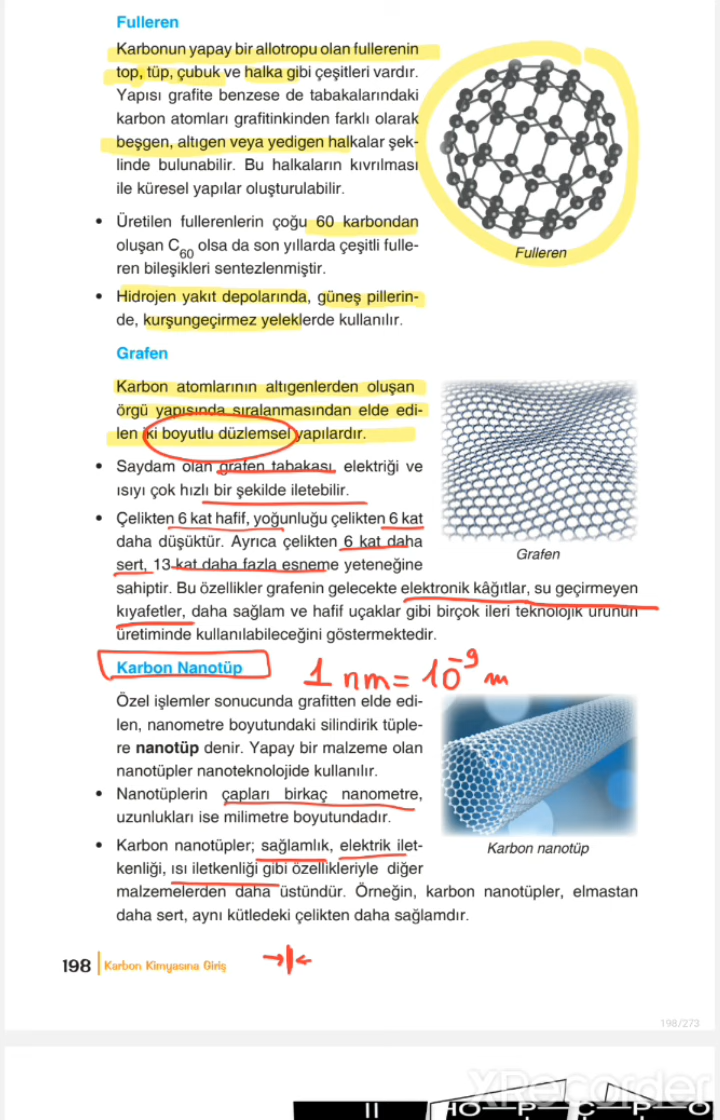 Fulleren
Karbonun yapay bir allotropu olan fullerenin
top, tüp, çubuk ve halka gibi çeşitleri vardır.
Yapısı grafite benzese de tabakalarındaki
karbon atomları grafitinkinden farklı olarak
beşgen, altıgen veya yedigen halkalar şek-
linde bulunabilir. Bu halkaların kıvrılması
ile küresel yapılar oluşturulabilir.
• Üretilen fullerenlerin çoğu 60 karbondan
oluşan C60 olsa da son yıllarda çeşitli fulle-
ren bileşikleri sentezlenmiştir.
• Hidrojen yakıt depolarında, güneş pillerin-
de, kurşungeçirmez yeleklerde kullanılır.
Fulleren
Grafen
Karbon atomlarının altıgenlerden oluşan
örgü yapısında sıralanmasından elde edi-
len iki boyutlu düzlemsel yapılardır.
• Saydam olan grafen tabakası, elektriği ve
ısıyı çok hızlı bir şekilde iletebilir.
• Çelikten 6 kat hafif, yoğunluğu çelikten 6 kat
daha düşüktür. Ayrıca çelikten 6 kat daha
sert, 13 kat daha fazla esneme yeteneğine
sahiptir. Bu özellikler grafenin gelecekte elektronik kâğıtlar, su geçirmeyen
kıyafetler, daha sağlam ve hafif uçaklar gibi birçok ileri teknolojik ürünün
üretiminde kullanılabileceğini göstermektedir.
Grafen
Karbon Nanotüp
1 nm = 10⁻⁹ m
Özel işlemler sonucunda grafitten elde edi-
len, nanometre boyutundaki silindirik tüple-
re nanotüp denir. Yapay bir malzeme olan
nanotüpler nanoteknolojide kullanılır.
• Nanotüplerin çapları birkaç nanometre,
uzunlukları ise milimetre boyutundadır.
• Karbon nanotüpler; sağlamlık, elektrik ilet-
kenliği, ısı iletkenliği gibi özellikleriyle diğer
malzemelerden daha üstündür. Örneğin, karbon nanotüpler, elmastan
daha sert, aynı kütledeki çelikten daha sağlamdır.
Karbon nanotüp
198 Karbon Kimyasına Giriş
198/273
XRecorder